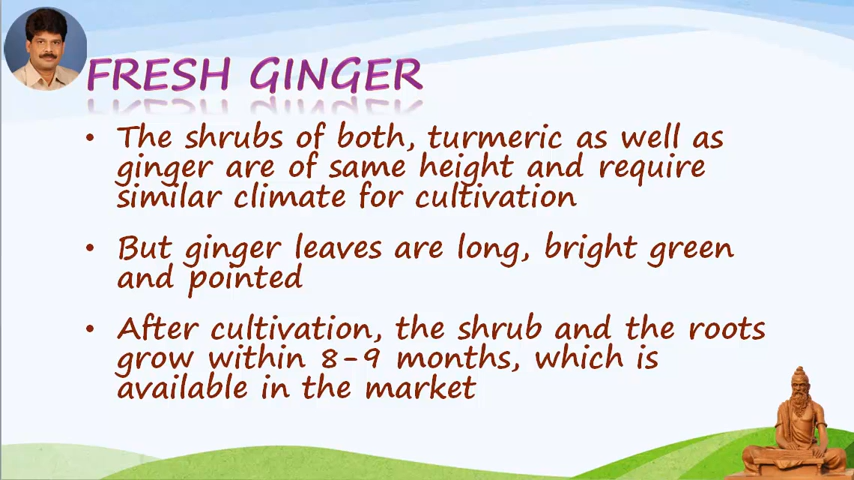 FRESH GINGER
• The shrubs of both, turmeric as well as
ginger are of same height and require
similar climate for cultivation
• But ginger leaves are long, bright green
and pointed
• After cultivation, the shrub and the roots
grow within 8-9 months, which is
available in the market